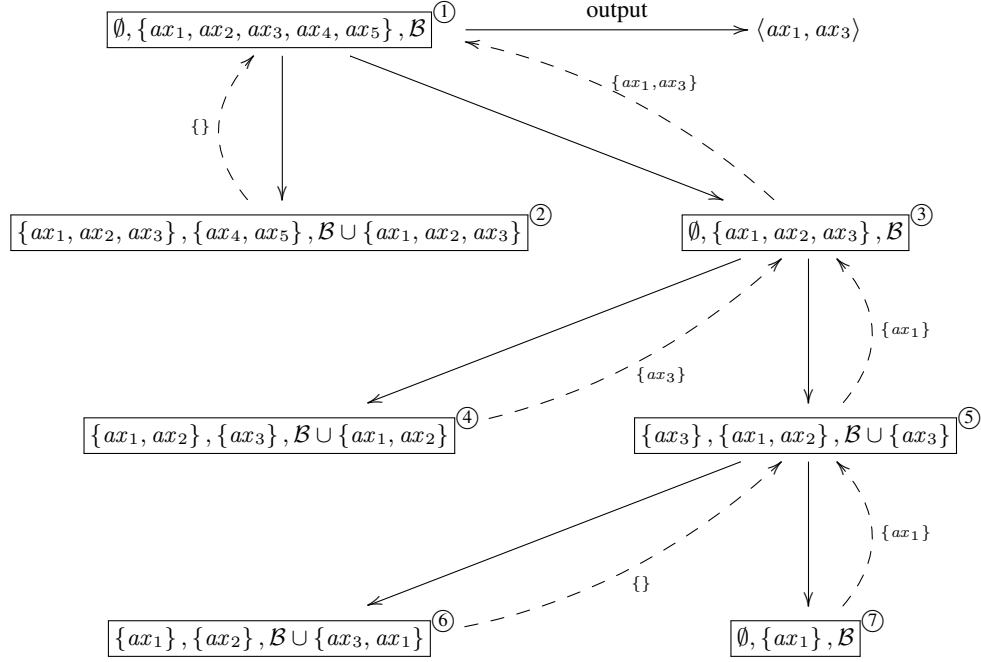 ∅, {ax₁, ax₂, ax₃, ax₄, ax₅}, 𝓑 ①
output
⟨ax₁, ax₃⟩
{ax₁,ax₃}
{}
{ax₁, ax₂, ax₃}, {ax₄, ax₅}, 𝓑 ∪ {ax₁, ax₂, ax₃} ②
∅, {ax₁, ax₂, ax₃}, 𝓑 ③
{ax₁}
{ax₃}
{ax₁, ax₂}, {ax₃}, 𝓑 ∪ {ax₁, ax₂} ④
{ax₃}, {ax₁, ax₂}, 𝓑 ∪ {ax₃} ⑤
{ax₁}
{}
{ax₁}, {ax₂}, 𝓑 ∪ {ax₃, ax₁} ⑥
∅, {ax₁}, 𝓑 ⑦